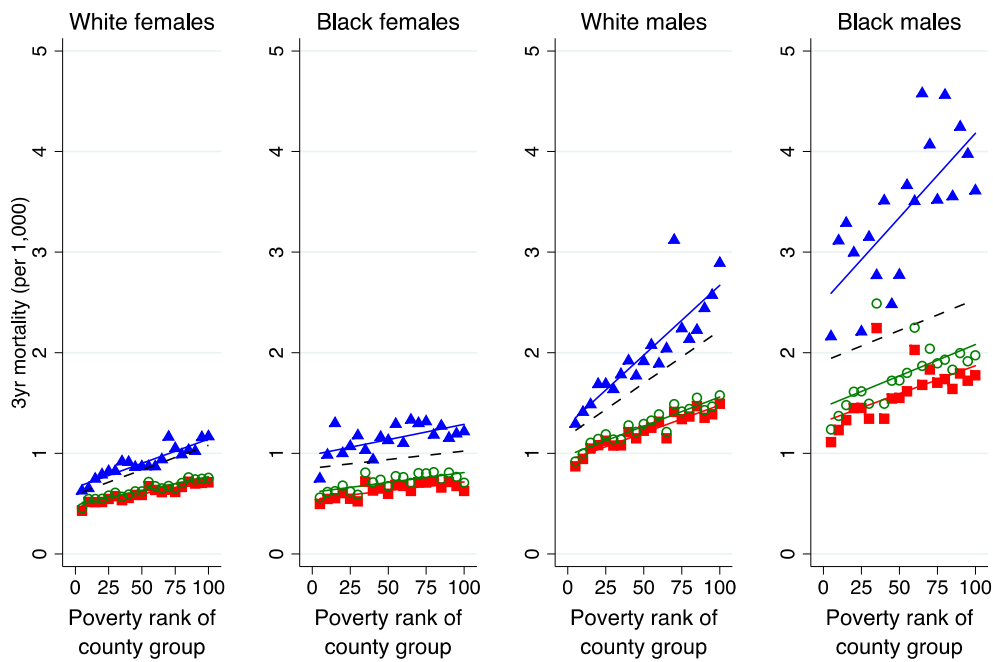 White females
Black females
White males
Black males
3yr mortality (per 1,000)
0
1
2
3
4
5
0
1
2
3
4
5
0
1
2
3
4
5
0
1
2
3
4
5
0 25 50 75 100
0 25 50 75 100
0 25 50 75 100
0 25 50 75 100
Poverty rank of
county group
Poverty rank of
county group
Poverty rank of
county group
Poverty rank of
county group